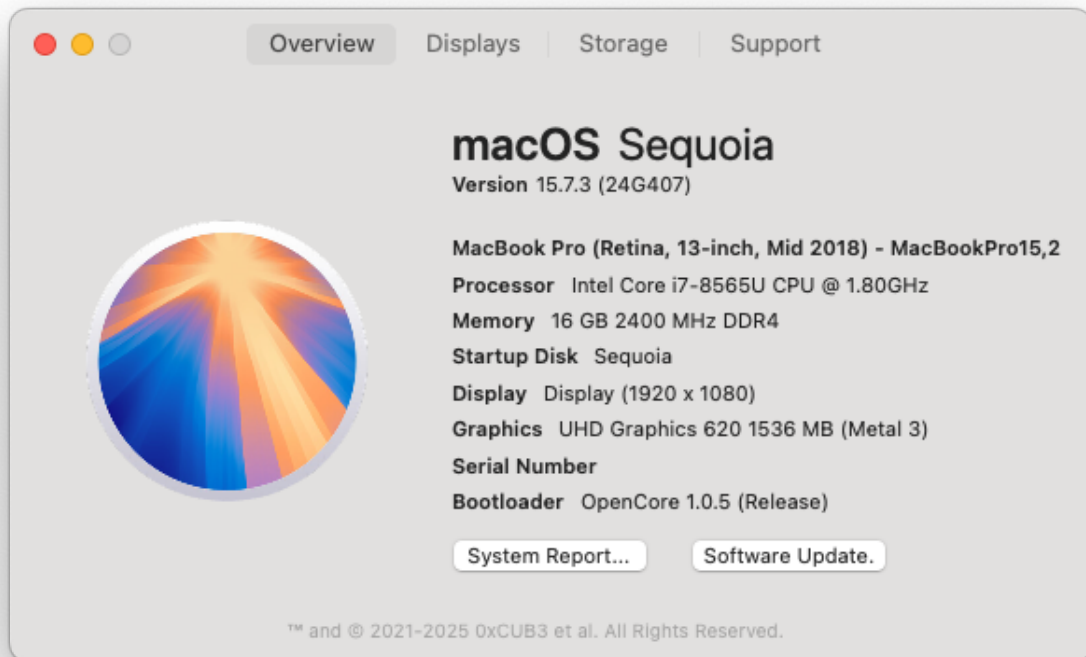 Overview Displays Storage Support
macOS Sequoia
Version 15.7.3 (24G407)
MacBook Pro (Retina, 13-inch, Mid 2018) - MacBookPro15,2
Processor Intel Core i7-8565U CPU @ 1.80GHz
Memory 16 GB 2400 MHz DDR4
Startup Disk Sequoia
Display Display (1920 x 1080)
Graphics UHD Graphics 620 1536 MB (Metal 3)
Serial Number
Bootloader OpenCore 1.0.5 (Release)
System Report... Software Update.
™ and © 2021-2025 0xCUB3 et al. All Rights Reserved.